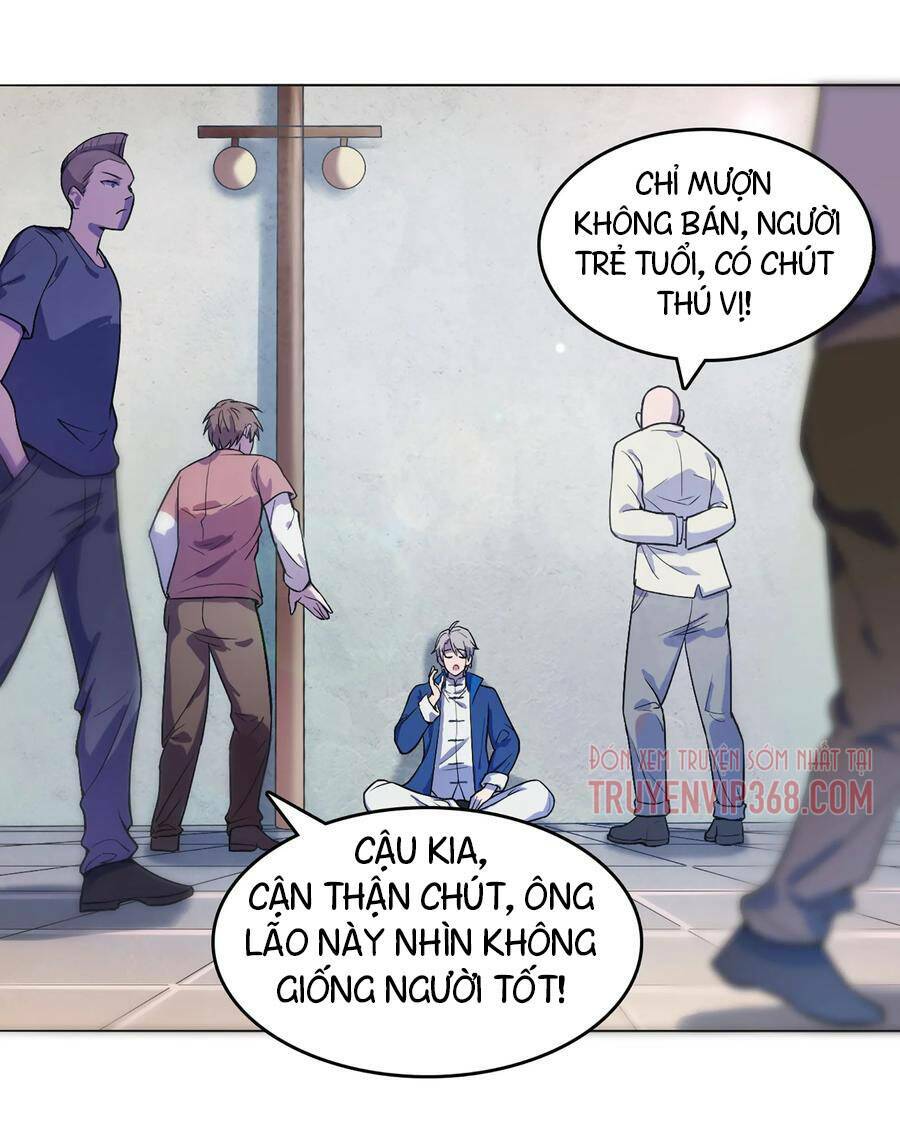 CHỈ MƯỢN
KHÔNG BÁN, NGƯỜI
TRẺ TUỔI, CÓ CHÚT
THÚ VỊ!
ĐÓN XEM TRUYỆN SỚM NHẤT TẠI
TRUYENVIP368.COM
CẬU KIA,
CẬN THẬN CHÚT, ÔNG
LÃO NÀY NHÌN KHÔNG
GIỐNG NGƯỜI TỐT!